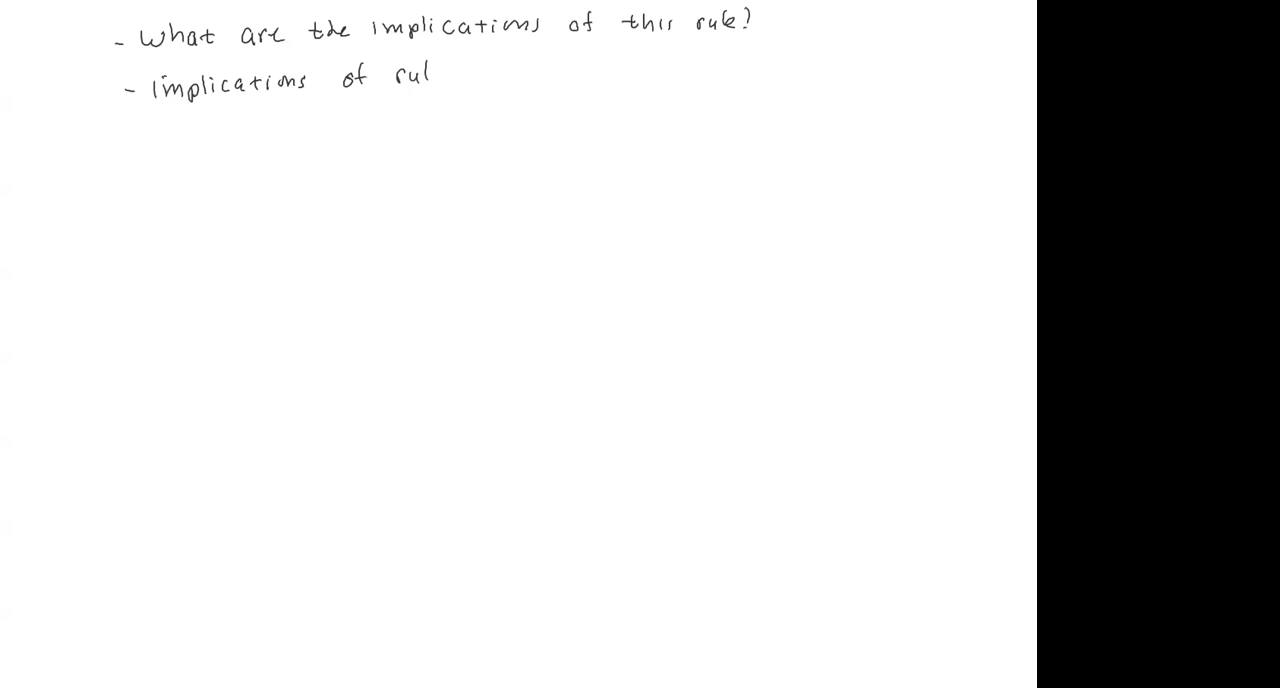 - What are the implications of this rule?
- Implications of rul